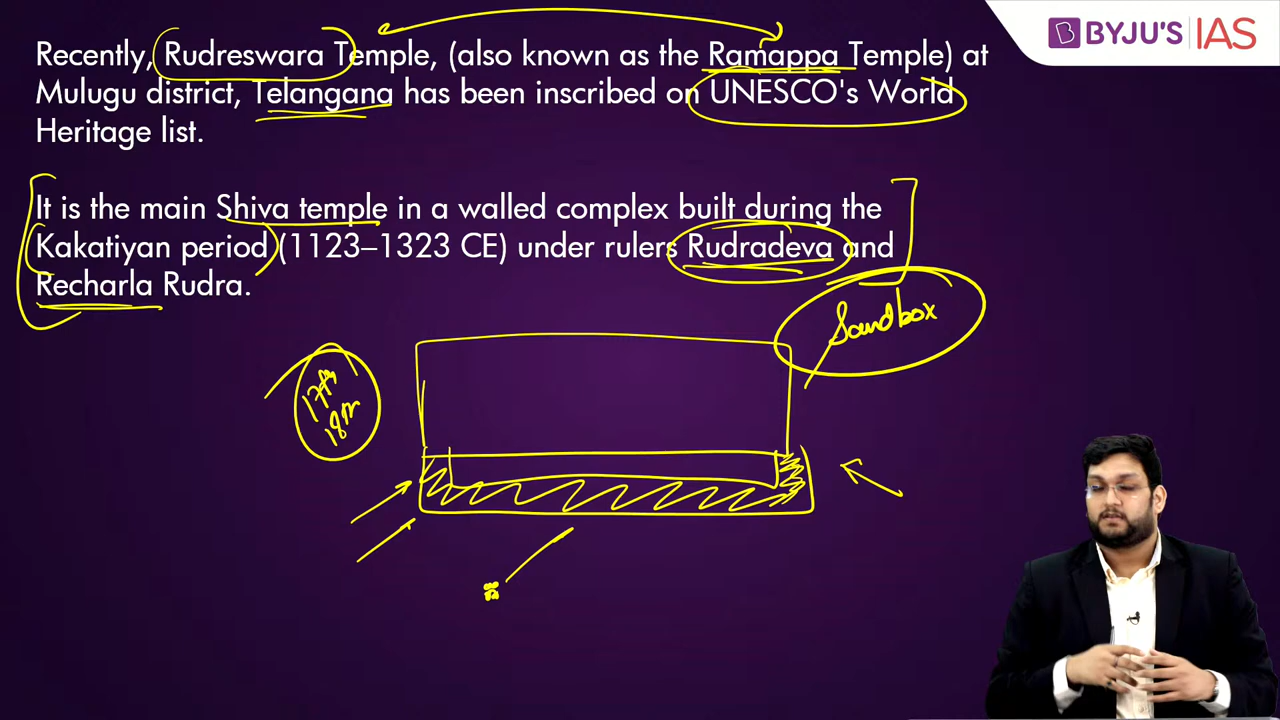 BYJU'S IAS
Recently, Rudreswara Temple, (also known as the Ramappa Temple) at
Mulugu district, Telangana has been inscribed on UNESCO's World
Heritage list.
It is the main Shiva temple in a walled complex built during the
Kakatiyan period (1123–1323 CE) under rulers Rudradeva and
Recharla Rudra.
Sandbox